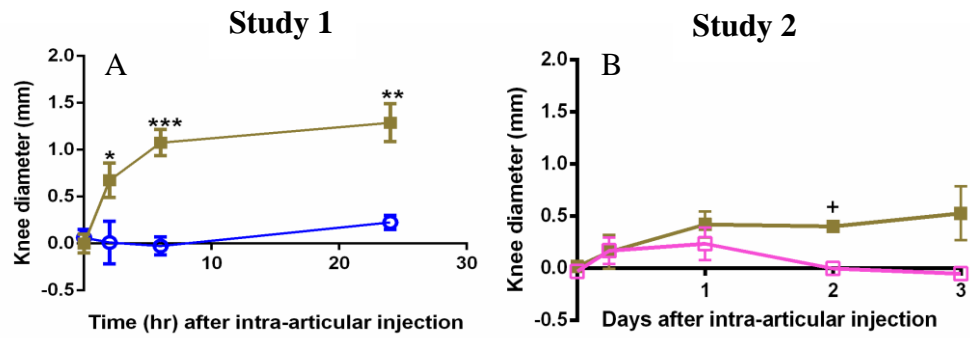 Study 1
Study 2
A
Knee diameter (mm)
2.0
1.5
1.0
0.5
0.0
-0.5
*
***
**
10
20
30
Time (hr) after intra-articular injection
B
Knee diameter (mm)
2.0
1.5
1.0
0.5
0.0
-0.5
+
1
2
3
Days after intra-articular injection